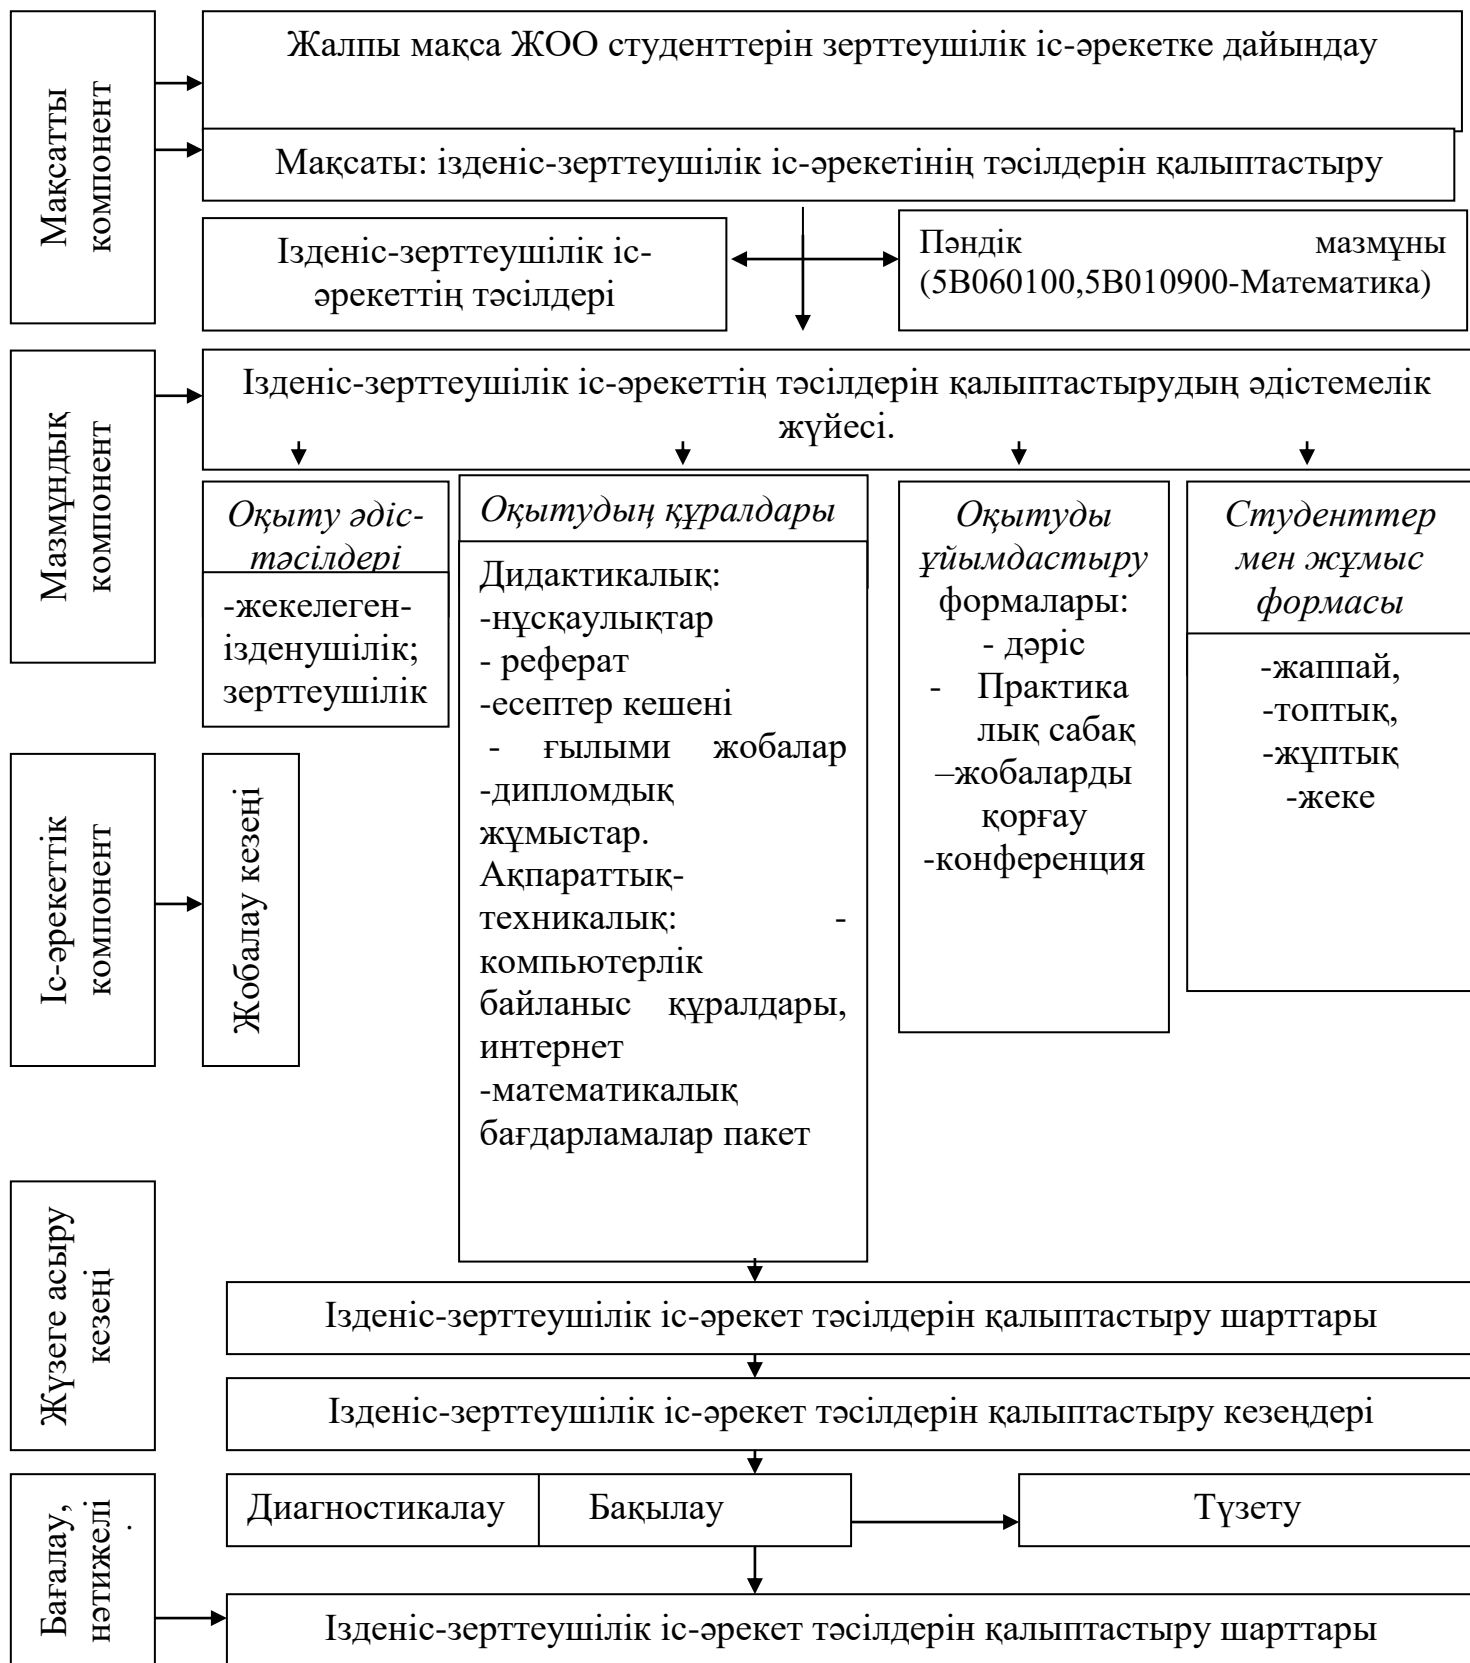 Мақсатты
компонент
Жалпы мақса ЖОО студенттерін зерттеушілік іс-әрекетке дайындау
Мақсаты: ізденіс-зерттеушілік іс-әрекетінің тәсілдерін қалыптастыру
Ізденіс-зерттеушілік іс-
әрекеттің тәсілдері
Пәндік мазмұны
(5В060100,5В010900-Математика)
Мазмұндық
компонент
Ізденіс-зерттеушілік іс-әрекеттің тәсілдерін қалыптастырудың әдістемелік
жүйесі.
Оқыту әдіс-
тәсілдері
-жекелеген-
ізденушілік;
зерттеушілік
Оқытудың құралдары
Дидактикалық:
-нұсқаулықтар
- реферат
-есептер кешені
- ғылыми жобалар
-дипломдық
жұмыстар.
Ақпараттық-
техникалық: -
компьютерлік
байланыс құралдары,
интернет
-математикалық
бағдарламалар пакет
Оқытуды
ұйымдастыру
формалары:
- дәріс
- Практика
лық сабақ
–жобаларды
қорғау
-конференция
Студенттер
мен жұмыс
формасы
-жаппай,
-топтық,
-жұптық
-жеке
Іс-әрекеттік
компонент
Жобалау кезеңі
Жүзеге асыру
кезеңі
Ізденіс-зерттеушілік іс-әрекет тәсілдерін қалыптастыру шарттары
Ізденіс-зерттеушілік іс-әрекет тәсілдерін қалыптастыру кезеңдері
Бағалау,
нәтижелі
Диагностикалау
Бақылау
Түзету
Ізденіс-зерттеушілік іс-әрекет тәсілдерін қалыптастыру шарттары